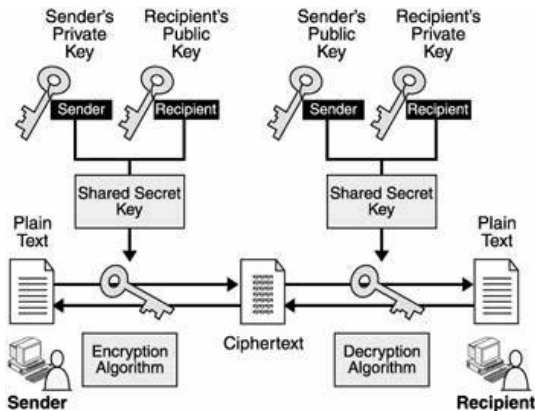 Sender's
Private
Key
Recipient's
Public
Key
Sender's
Public
Key
Recipient's
Private
Key
Sender
Recipient
Sender
Recipient
Shared Secret
Key
Shared Secret
Key
Plain
Text
Plain
Text
Ciphertext
Encryption
Algorithm
Decryption
Algorithm
Sender
Recipient